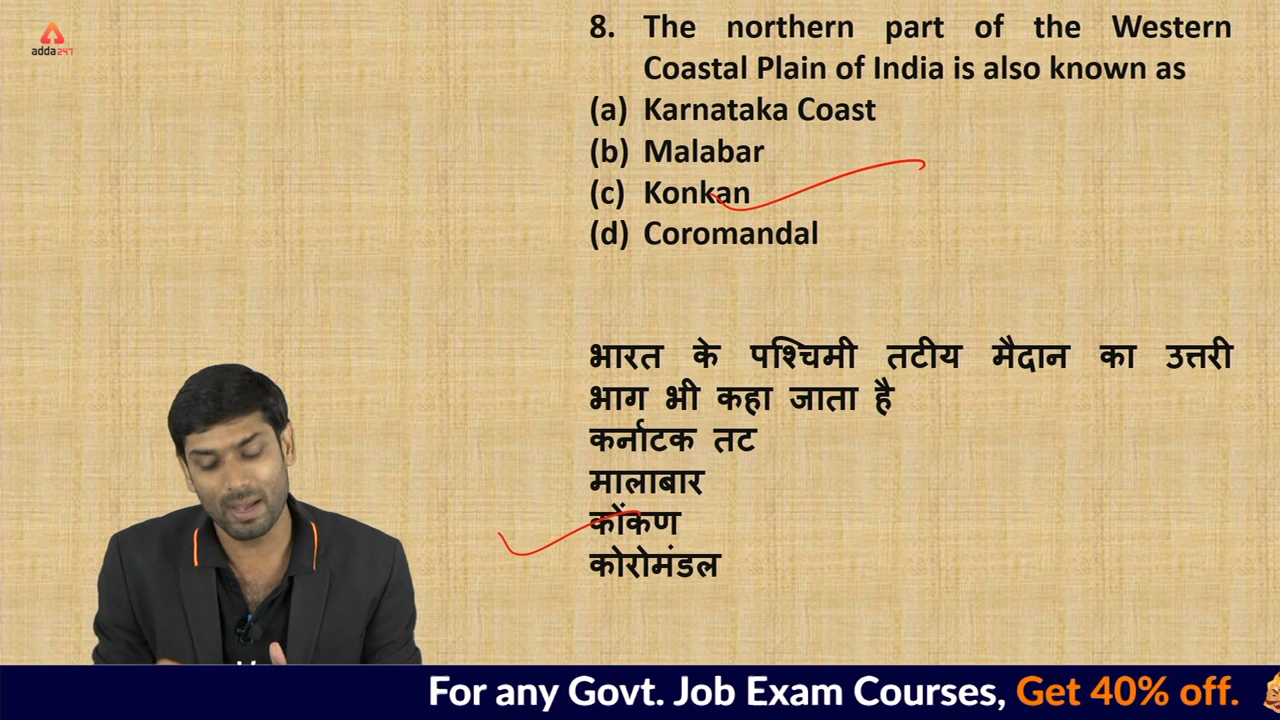 adda247
8. The northern part of the Western
Coastal Plain of India is also known as
(a) Karnataka Coast
(b) Malabar
(c) Konkan
(d) Coromandal
भारत के पश्चिमी तटीय मैदान का उत्तरी
भाग भी कहा जाता है
कर्नाटक तट
मालाबार
कोंकण
कोरोमंडल
For any Govt. Job Exam Courses, Get 40% off.